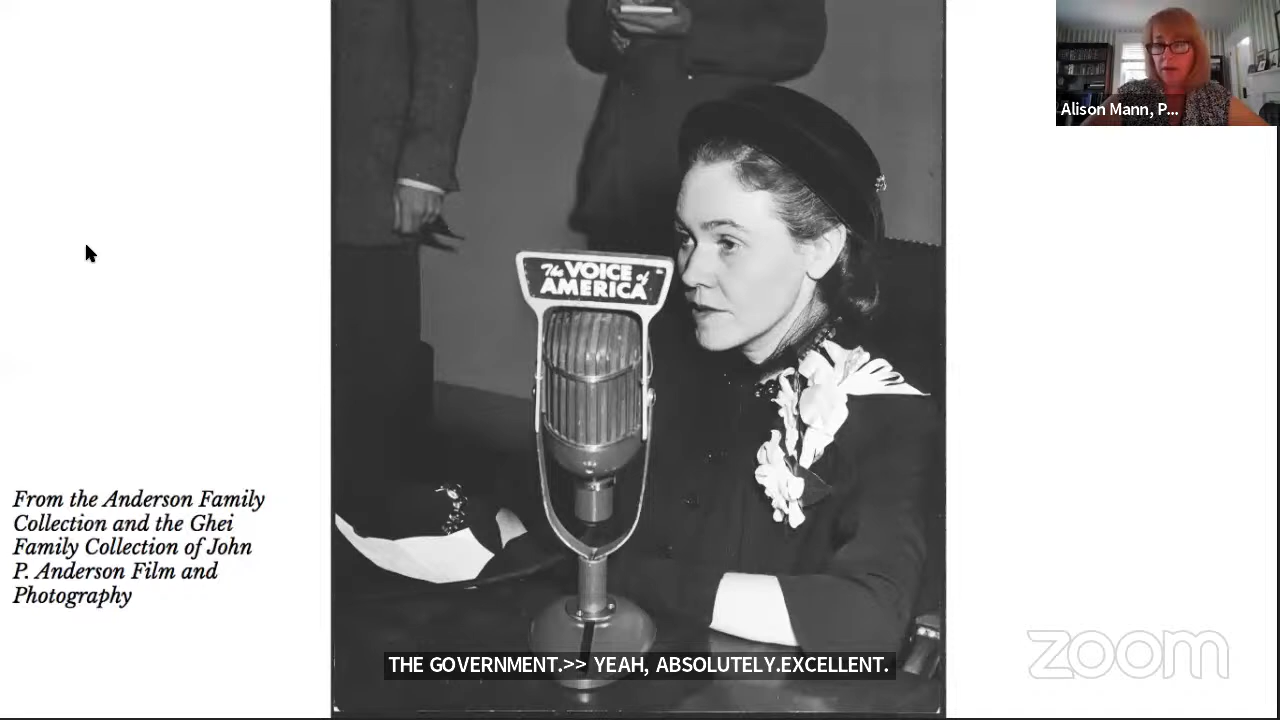 Alison Mann, P...
The VOICE of
AMERICA
From the Anderson Family
Collection and the Ghei
Family Collection of John
P. Anderson Film and
Photography
THE GOVERNMENT.>> YEAH, ABSOLUTELY.EXCELLENT.
zoom